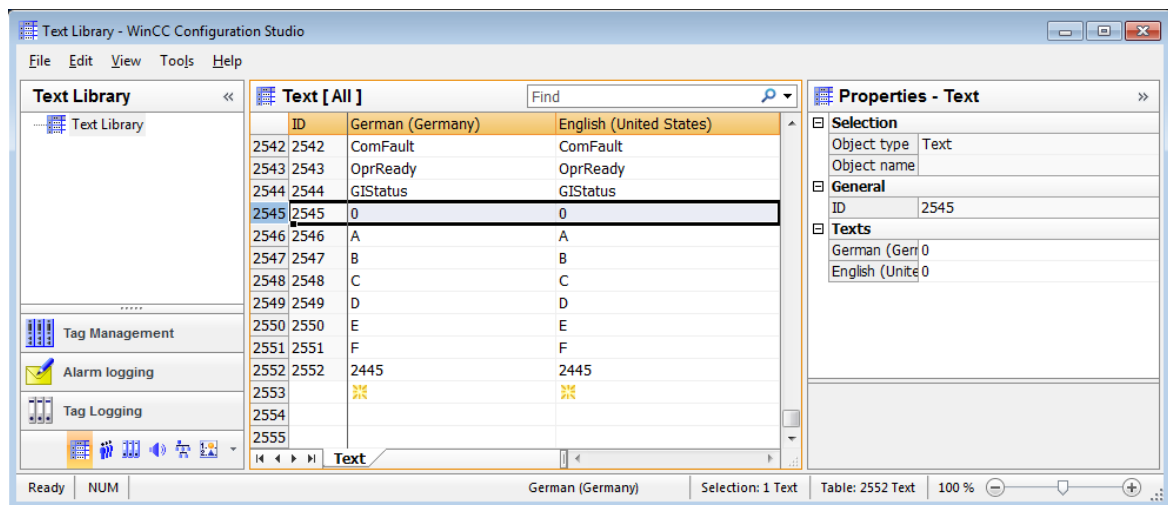 Text Library - WinCC Configuration Studio
File Edit View Tools Help
Text Library «
Text Library
Tag Management
Alarm logging
Tag Logging
Text [ All ] Find
ID German (Germany) English (United States)
2542 2542 ComFault ComFault
2543 2543 OprReady OprReady
2544 2544 GIStatus GIStatus
2545 2545 0 0
2546 2546 A A
2547 2547 B B
2548 2548 C C
2549 2549 D D
2550 2550 E E
2551 2551 F F
2552 2552 2445 2445
2553
2554
2555
Text
Properties - Text »
Selection
Object type Text
Object name
General
ID 2545
Texts
German (Gerr 0
English (Unite 0
Ready NUM German (Germany) Selection: 1 Text Table: 2552 Text 100 %